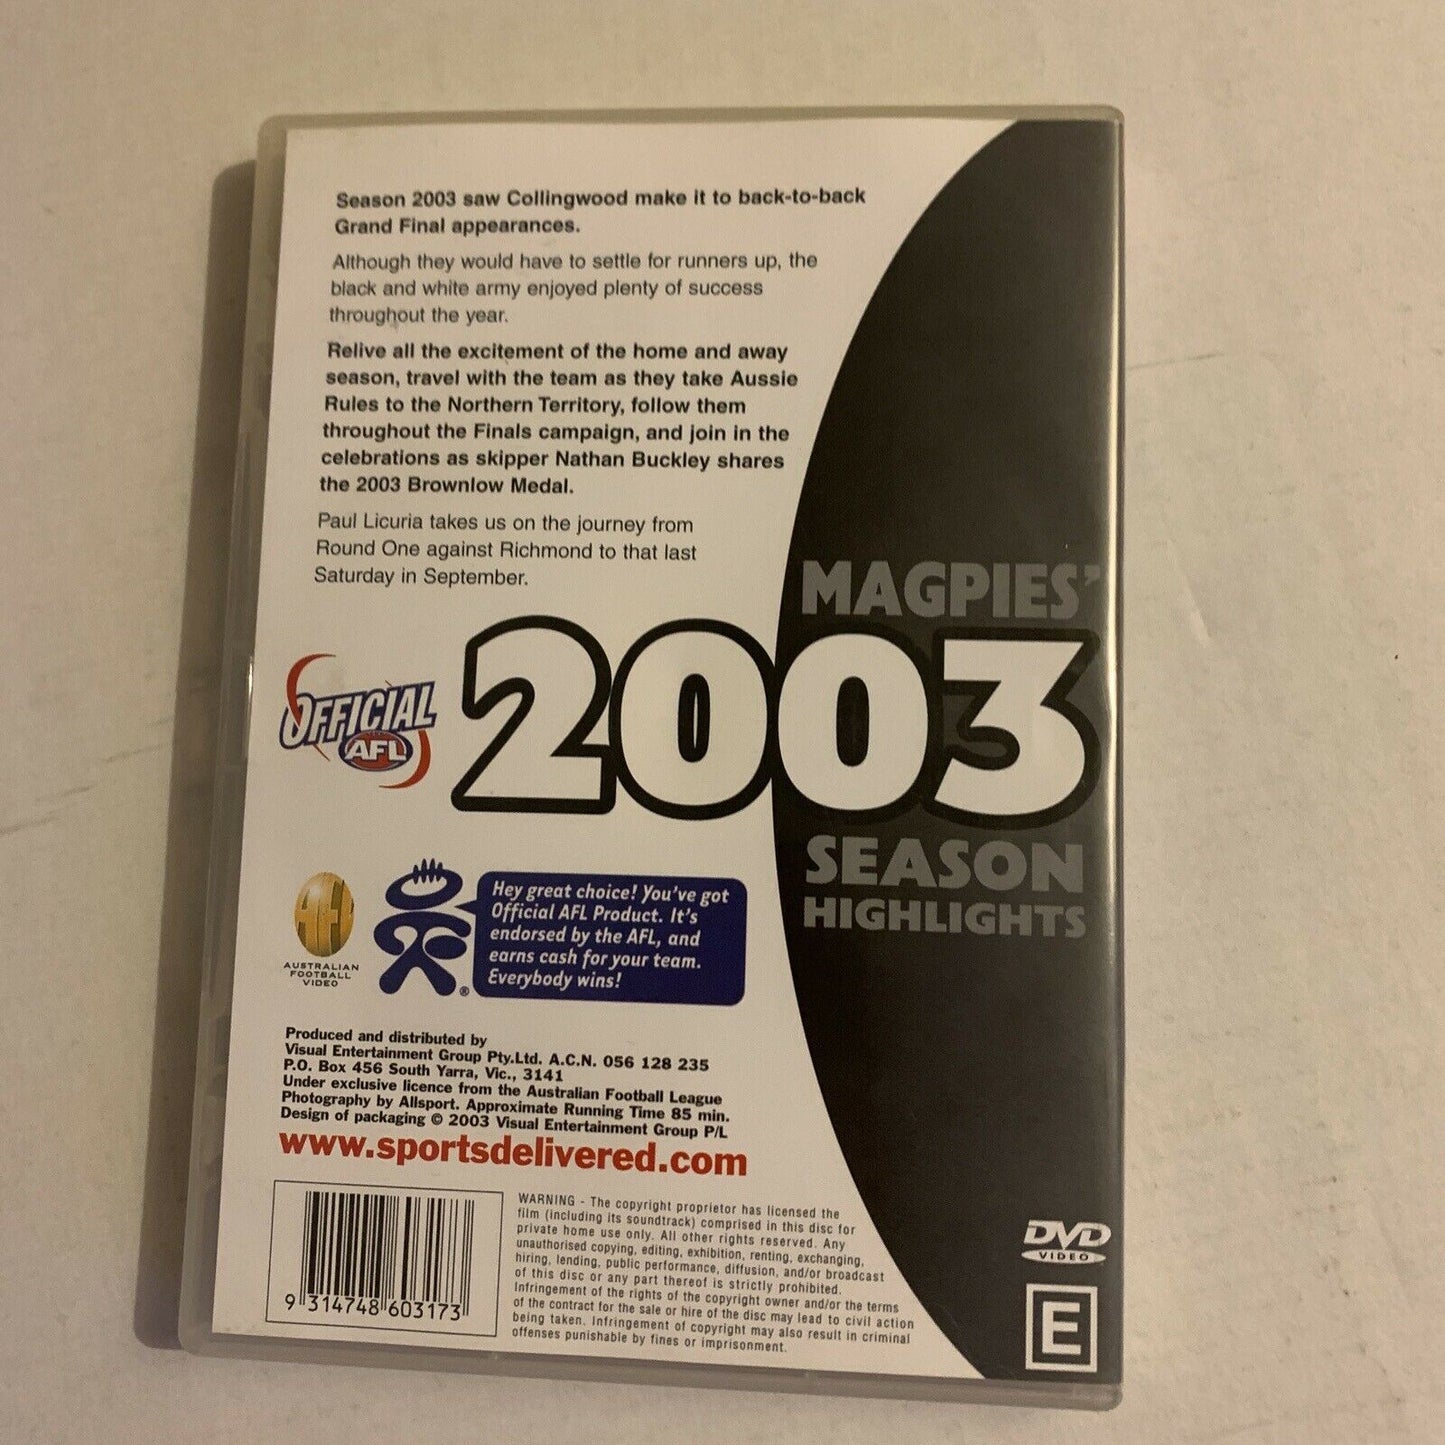 Season 2003 saw Collingwood make it to back-to-back
Grand Final appearances.
Although they would have to settle for runners up, the
black and white army enjoyed plenty of success
throughout the year.
Relive all the excitement of the home and away
season, travel with the team as they take Aussie
Rules to the Northern Territory, follow them
throughout the Finals campaign, and join in the
celebrations as skipper Nathan Buckley shares
the 2003 Brownlow Medal.
Paul Licuria takes us on the journey from
Round One against Richmond to that last
Saturday in September.
MAGPIES'
2003
SEASON
HIGHLIGHTS
OFFICIAL
AFL
AFV
AUSTRALIAN
FOOTBALL
VIDEO
®
Hey great choice! You've got
Official AFL Product. It's
endorsed by the AFL, and
earns cash for your team.
Everybody wins!
Produced and distributed by
Visual Entertainment Group Pty.Ltd. A.C.N. 056 128 235
P.O. Box 456 South Yarra, Vic., 3141
Under exclusive licence from the Australian Football League
Photography by Allsport. Approximate Running Time 85 min.
Design of packaging © 2003 Visual Entertainment Group P/L
www.sportsdelivered.com
9 314748 603173
WARNING - The copyright proprietor has licensed the
film (including its soundtrack) comprised in this disc for
private home use only. All other rights reserved. Any
unauthorised copying, editing, exhibition, renting, exchanging,
hiring, lending, public performance, diffusion, and/or broadcast
of this disc or any part thereof is strictly prohibited.
Infringement of the rights of the copyright owner and/or the terms
of the contract for the sale or hire of the disc may lead to civil action
being taken. Infringement of copyright may also result in criminal
offenses punishable by fines or imprisonment.
DVD
VIDEO
E